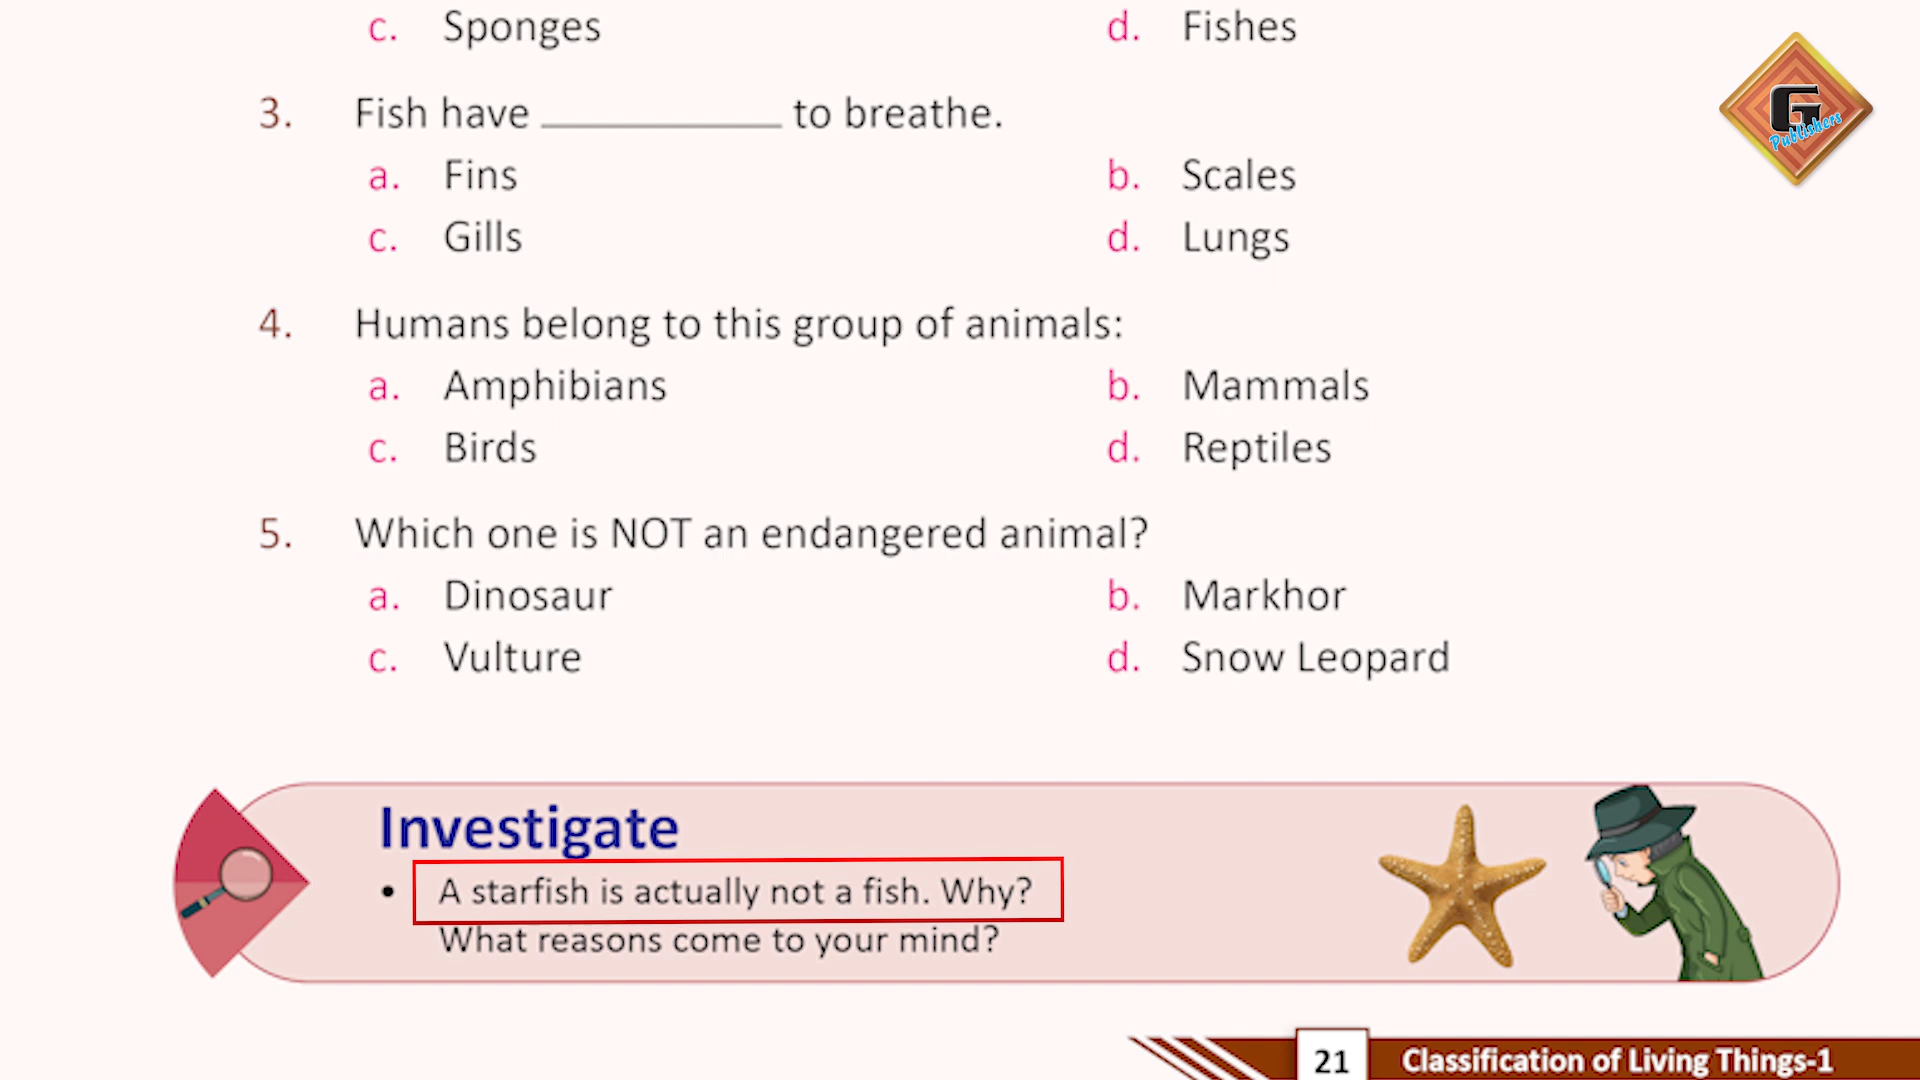 c. Sponges d. Fishes
G Publishers
3. Fish have __________ to breathe.
a. Fins b. Scales
c. Gills d. Lungs
4. Humans belong to this group of animals:
a. Amphibians b. Mammals
c. Birds d. Reptiles
5. Which one is NOT an endangered animal?
a. Dinosaur b. Markhor
c. Vulture d. Snow Leopard
Investigate
• A starfish is actually not a fish. Why?
What reasons come to your mind?
21 Classification of Living Things-1